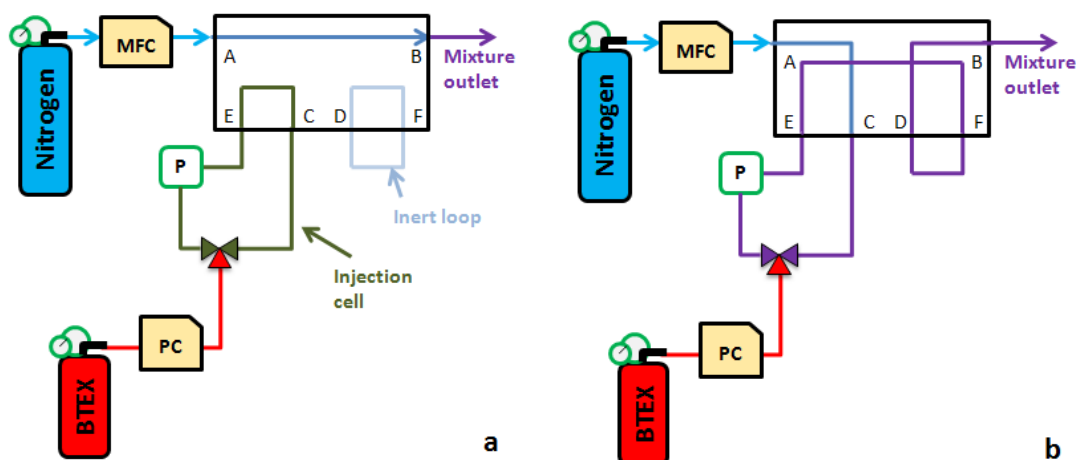 Nitrogen
MFC
A
B
Mixture
outlet
E
C
D
F
P
Inert loop
Injection
cell
PC
BTEX
a
Nitrogen
MFC
A
B
Mixture
outlet
E
C
D
F
P
PC
BTEX
b